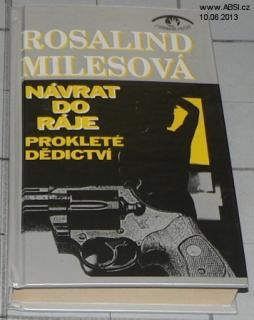 www.ABSI.cz
10.06.2013
ROSALIND
MILESOVÁ
NÁVRAT
DO
RÁJE
PROKLETÉ
DĚDICTVÍ